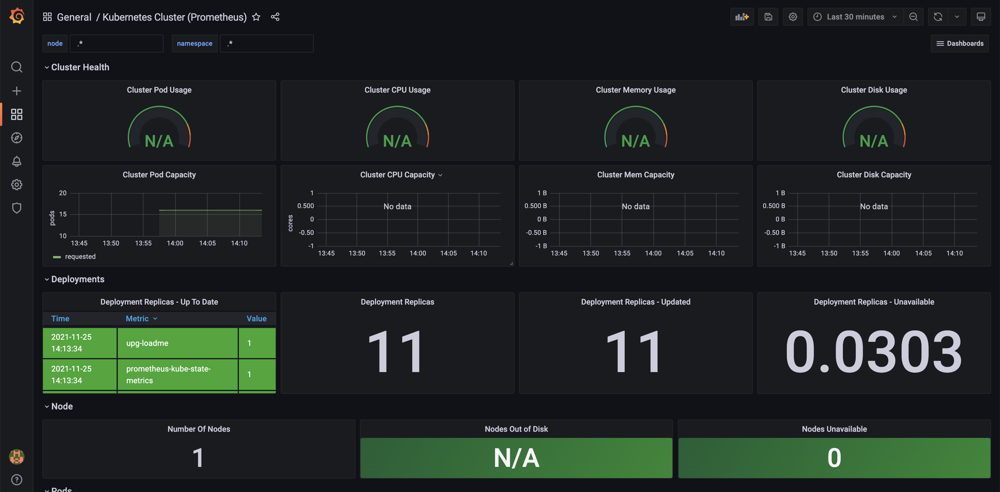 General / Kubernetes Cluster (Prometheus)
Last 30 minutes
node
.*
namespace
.*
Dashboards
Cluster Health
Cluster Pod Usage
N/A
Cluster CPU Usage
N/A
Cluster Memory Usage
N/A
Cluster Disk Usage
N/A
Cluster Pod Capacity
20
15
10
pods
13:45 13:50 13:55 14:00 14:05 14:10
requested
Cluster CPU Capacity
1
0.500
0
-0.50
-1
cores
No data
13:45 13:50 13:55 14:00 14:05 14:10
Cluster Mem Capacity
1 B
0.500 B
0 B
-0.50 B
-1 B
No data
13:45 13:50 13:55 14:00 14:05 14:10
Cluster Disk Capacity
1 B
0.500 B
0 B
-0.50 B
-1 B
No data
13:45 13:50 13:55 14:00 14:05 14:10
Deployments
Deployment Replicas - Up To Date
Time Metric Value
2021-11-25
14:13:34
upg-loadme
1
2021-11-25
14:13:34
prometheus-kube-state-
metrics
1
Deployment Replicas
11
Deployment Replicas - Updated
11
Deployment Replicas - Unavailable
0.0303
Node
Number Of Nodes
1
Nodes Out of Disk
N/A
Nodes Unavailable
0
Pods